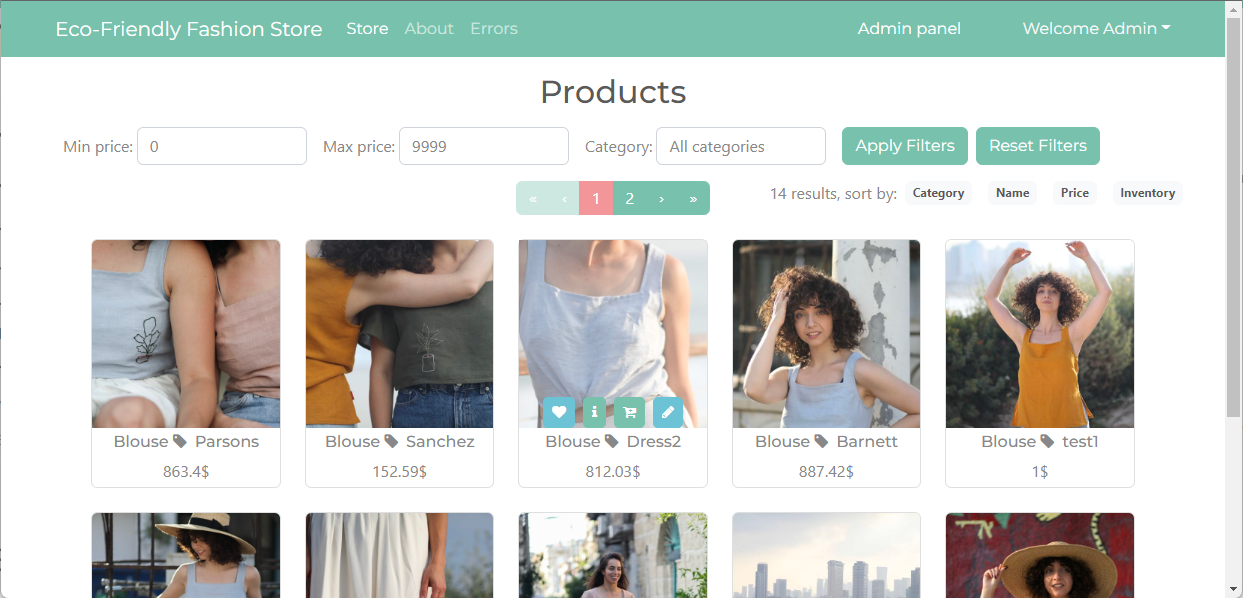 Eco-Friendly Fashion Store Store About Errors Admin panel Welcome Admin
Products
Min price: 0 Max price: 9999 Category: All categories Apply Filters Reset Filters
« ‹ 1 2 › » 14 results, sort by: Category Name Price Inventory
Blouse Parsons
863.4$
Blouse Sanchez
152.59$
Blouse Dress2
812.03$
Blouse Barnett
887.42$
Blouse test1
1$